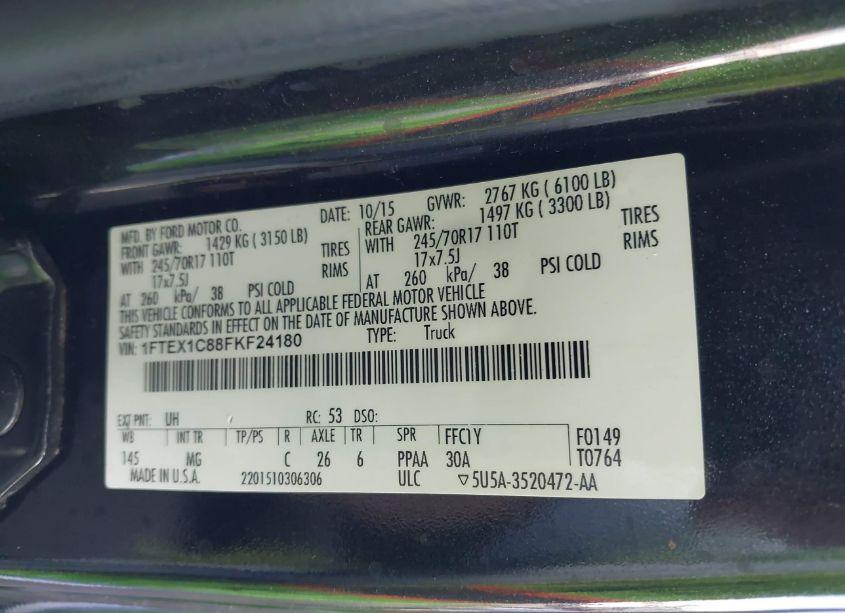 MFD. BY FORD MOTOR CO.
DATE: 10/15 GVWR: 2767 KG ( 6100 LB)
FRONT GAWR: 1429 KG ( 3150 LB) REAR GAWR: 1497 KG ( 3300 LB)
WITH 245/70R17 110T TIRES WITH 245/70R17 110T TIRES
17x7.5J RIMS 17x7.5J RIMS
AT 260 kPa/ 38 PSI COLD AT 260 kPa/ 38 PSI COLD
THIS VEHICLE CONFORMS TO ALL APPLICABLE FEDERAL MOTOR VEHICLE
SAFETY STANDARDS IN EFFECT ON THE DATE OF MANUFACTURE SHOWN ABOVE.
VIN: 1FTEX1C88FKF24180 TYPE: Truck
EXT PNT: UH RC: 53 DSO:
WB INT TR TP/PS R AXLE TR SPR FFC1Y F0149
145 MG C 26 6 PPAA 30A T0764
MADE IN U.S.A. 2201510306306 ULC ▽5U5A-3520472-AA